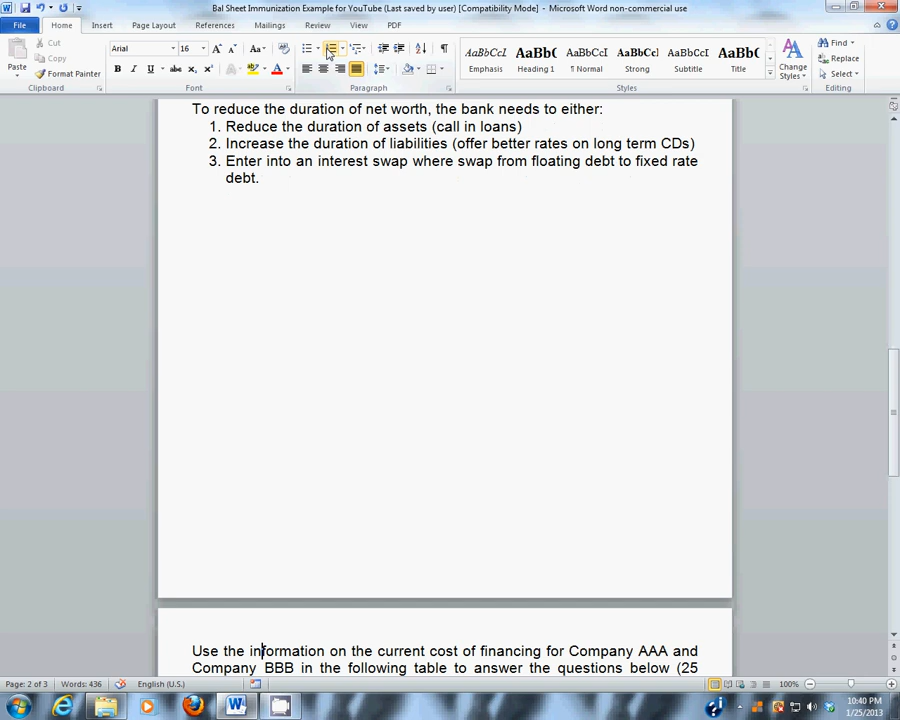 Bal Sheet Immunization Example for YouTube (Last saved by user) [Compatibility Mode] - Microsoft Word non-commercial use
File Home Insert Page Layout References Mailings Review View PDF
Cut
Copy
Format Painter
Paste
Clipboard
Arial 16
Font
Paragraph
AaBbCcI AaBb( AaBbCcI AaBbCcI AaBbCcI AaBb(
Emphasis Heading 1 ¶ Normal Strong Subtitle Title
Change Styles
Styles
Find
Replace
Select
Editing
To reduce the duration of net worth, the bank needs to either:
1. Reduce the duration of assets (call in loans)
2. Increase the duration of liabilities (offer better rates on long term CDs)
3. Enter into an interest swap where swap from floating debt to fixed rate
debt.
Use the information on the current cost of financing for Company AAA and
Company BBB in the following table to answer the questions below (25
Page: 2 of 3 Words: 436 English (U.S.) 100%
10:40 PM
1/25/2013